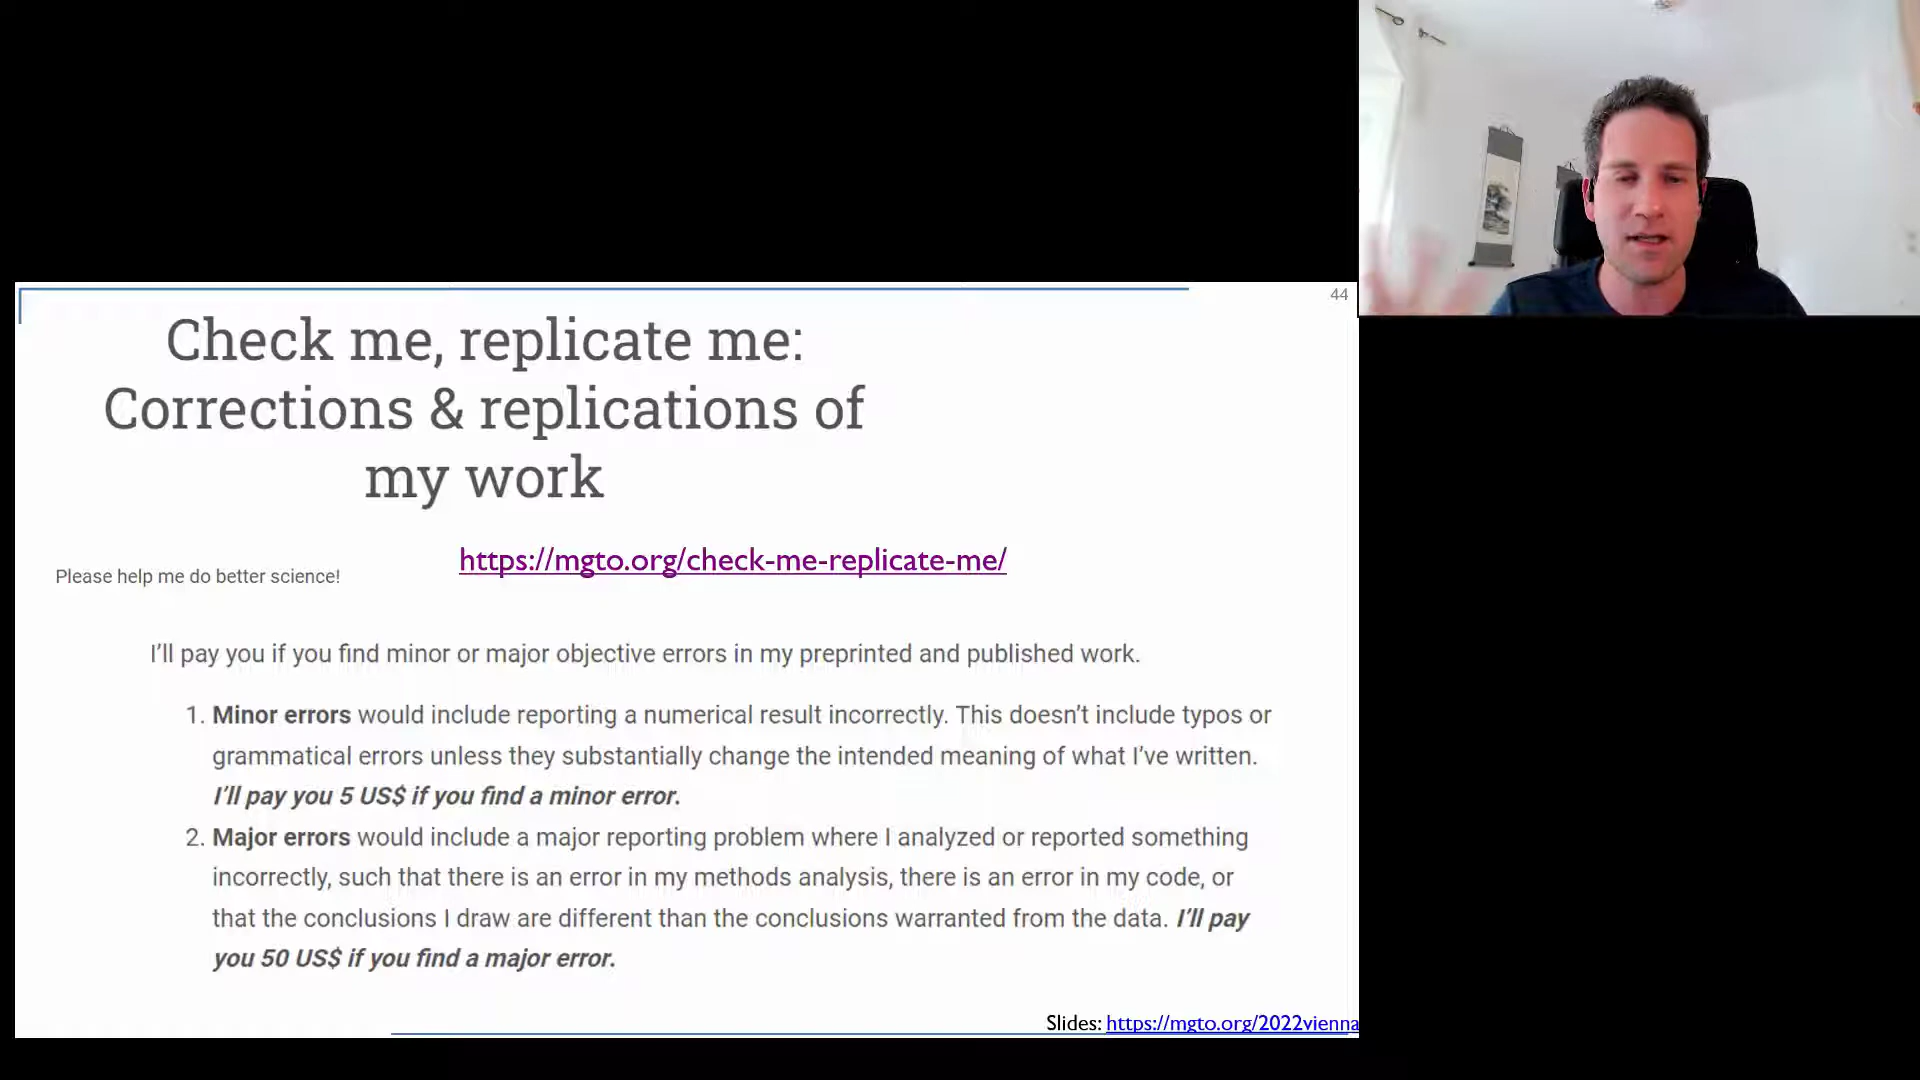 44
Check me, replicate me:
Corrections & replications of
my work
https://mgto.org/check-me-replicate-me/
Please help me do better science!
I'll pay you if you find minor or major objective errors in my preprinted and published work.
1. Minor errors would include reporting a numerical result incorrectly. This doesn't include typos or
grammatical errors unless they substantially change the intended meaning of what I've written.
I'll pay you 5 US$ if you find a minor error.
2. Major errors would include a major reporting problem where I analyzed or reported something
incorrectly, such that there is an error in my methods analysis, there is an error in my code, or
that the conclusions I draw are different than the conclusions warranted from the data. I'll pay
you 50 US$ if you find a major error.
Slides: https://mgto.org/2022vienna